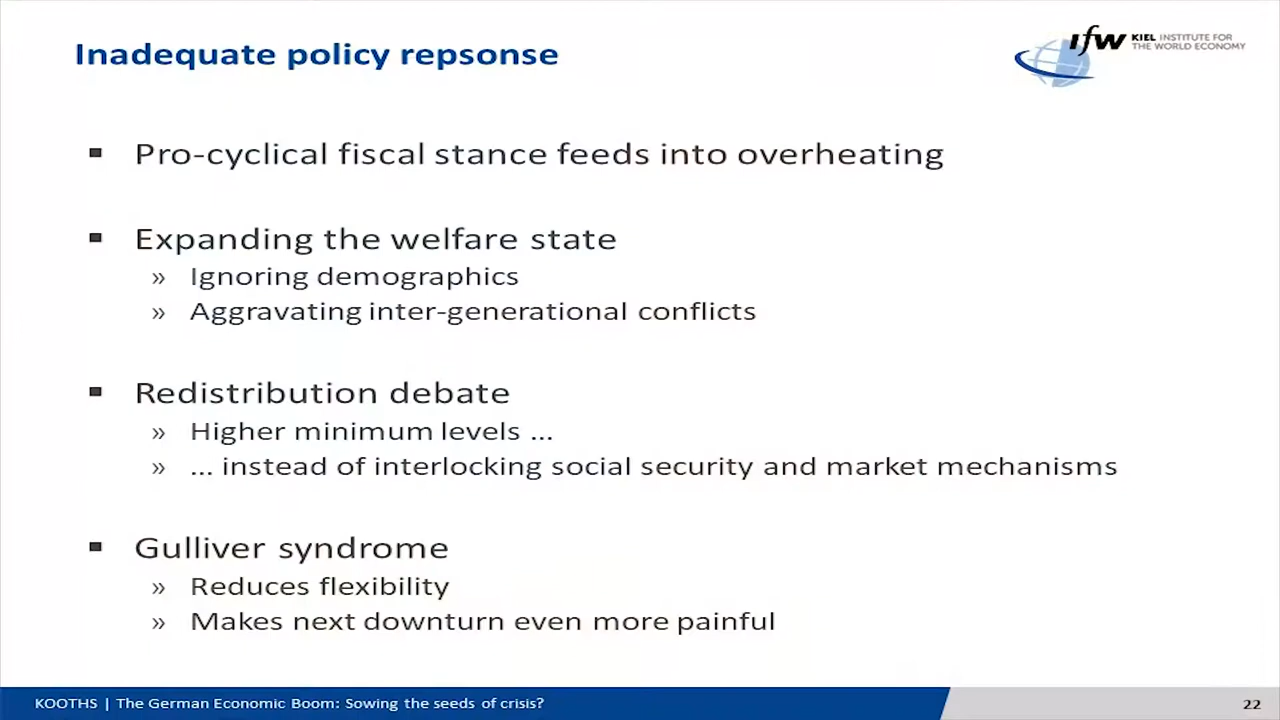 Inadequate policy repsonse
ifw KIEL INSTITUTE FOR
THE WORLD ECONOMY
▪ Pro-cyclical fiscal stance feeds into overheating
▪ Expanding the welfare state
» Ignoring demographics
» Aggravating inter-generational conflicts
▪ Redistribution debate
» Higher minimum levels ...
» ... instead of interlocking social security and market mechanisms
▪ Gulliver syndrome
» Reduces flexibility
» Makes next downturn even more painful
KOOTHS | The German Economic Boom: Sowing the seeds of crisis?
22